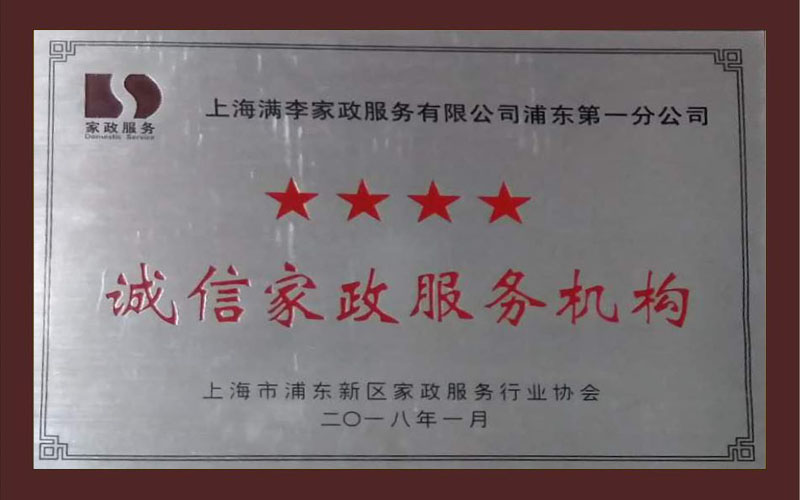 家政服务
Domestic Service
上海满李家政服务有限公司浦东第一分公司
★★★★
诚信家政服务机构
上海市浦东新区家政服务行业协会
二〇一八年一月